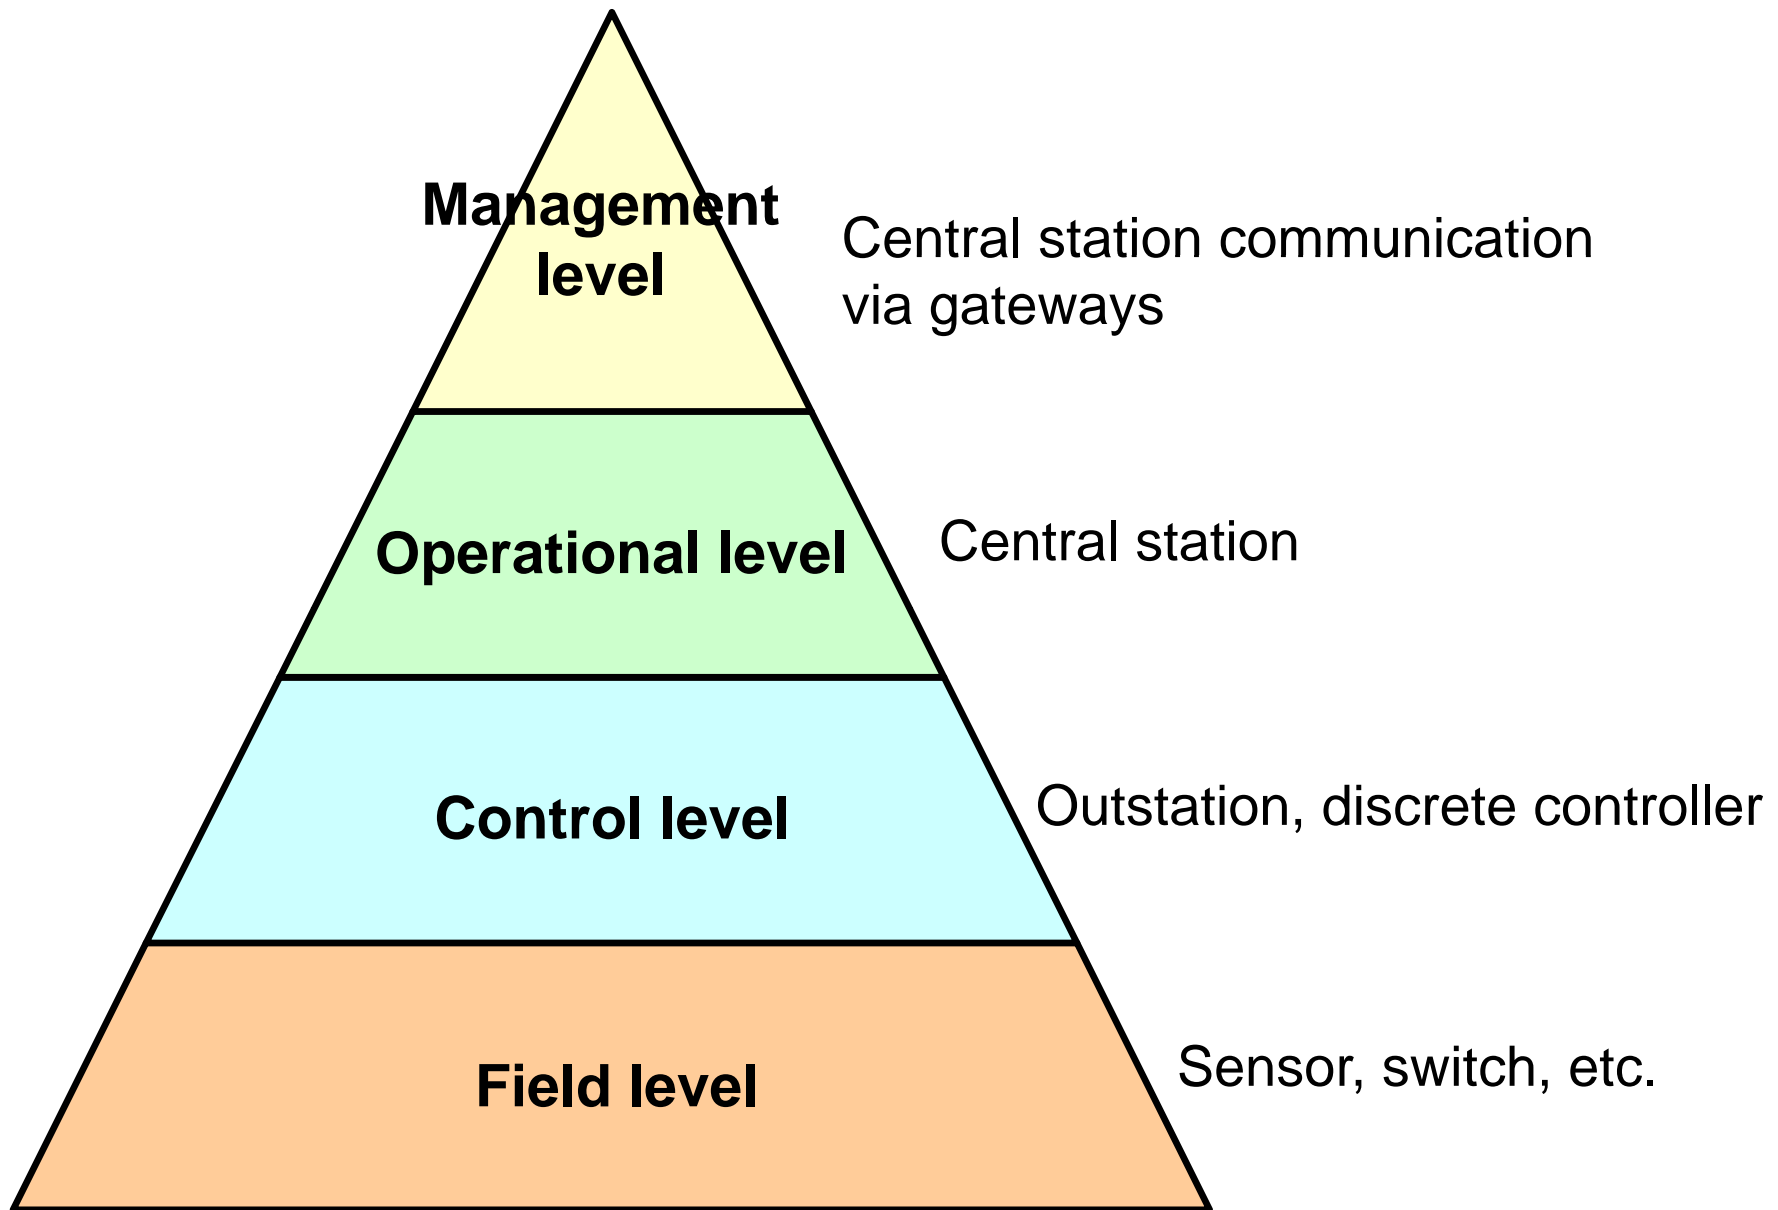 Management
level
Central station communication
via gateways
Operational level
Central station
Control level
Outstation, discrete controller
Field level
Sensor, switch, etc.